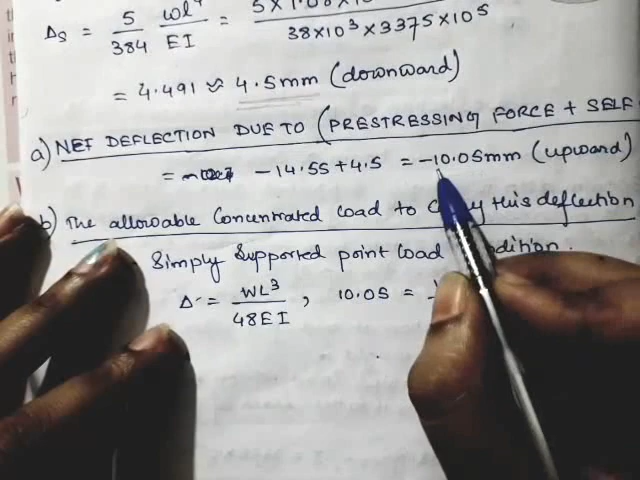 Δs = 5/384 wl⁴/EI = 5×1.08×10 / 38×10³×3375×10⁵
= 4.491 ≈ 4.5mm (downward)
a) NET DEFLECTION DUE TO (PRESTRESSING FORCE + SELF
= -14.55+4.5 = -10.05mm (upward)
b) The allowable Concentrated load to this deflection
Simply supported point load
Δ = WL³/48EI , 10.05 =